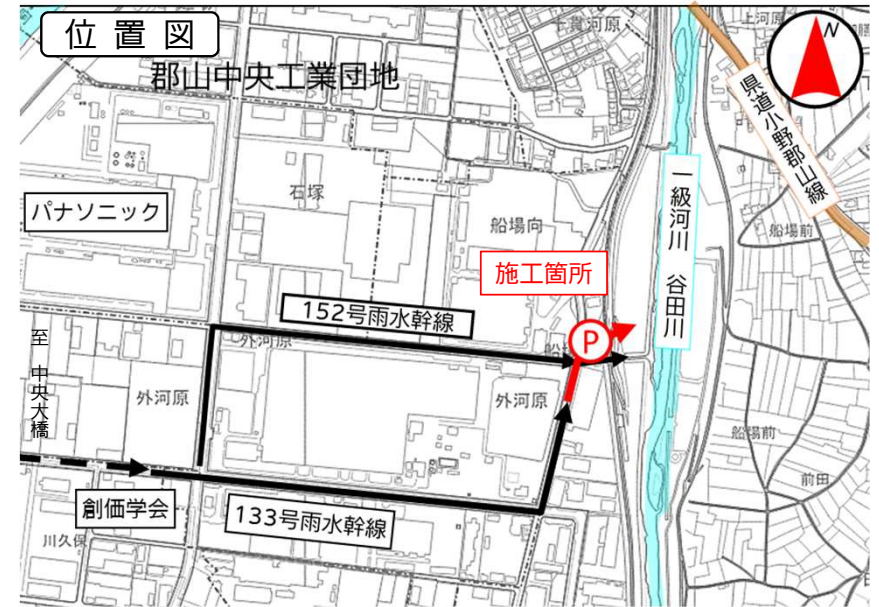 位置図
郡山中央工業団地
上河原
N
県道小野郡山線
パナソニック
石塚
船場向
一級河川 谷田川
船場前
施工箇所
152号雨水幹線
外河原
P
至 中央大橋
外河原
外河原
船場前
前田
創価学会
133号雨水幹線
川久保